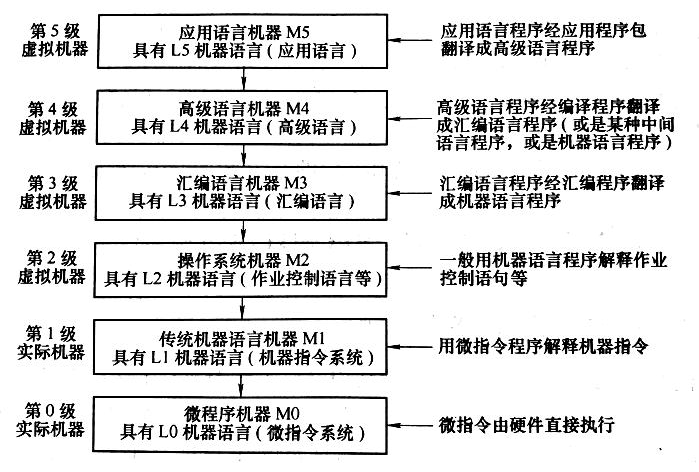 第5级
虚拟机器
应用语言机器 M5
具有 L5 机器语言(应用语言)
应用语言程序经应用程序包
翻译成高级语言程序
第4级
虚拟机器
高级语言机器 M4
具有 L4 机器语言(高级语言)
高级语言程序经编译程序翻译
成汇编语言程序(或是某种中间
语言程序,或是机器语言程序)
第3级
虚拟机器
汇编语言机器 M3
具有 L3 机器语言(汇编语言)
汇编语言程序经汇编程序翻译
成机器语言程序
第2级
虚拟机器
操作系统机器 M2
具有 L2 机器语言(作业控制语言等)
一般用机器语言程序解释作业
控制语句等
第1级
实际机器
传统机器语言机器 M1
具有 L1 机器语言(机器指令系统)
用微指令程序解释机器指令
第0级
实际机器
微程序机器 M0
具有 L0 机器语言(微指令系统)
微指令由硬件直接执行